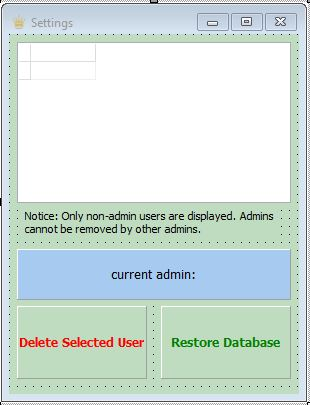 Settings
Notice: Only non-admin users are displayed. Admins
cannot be removed by other admins.
current admin:
Delete Selected User
Restore Database